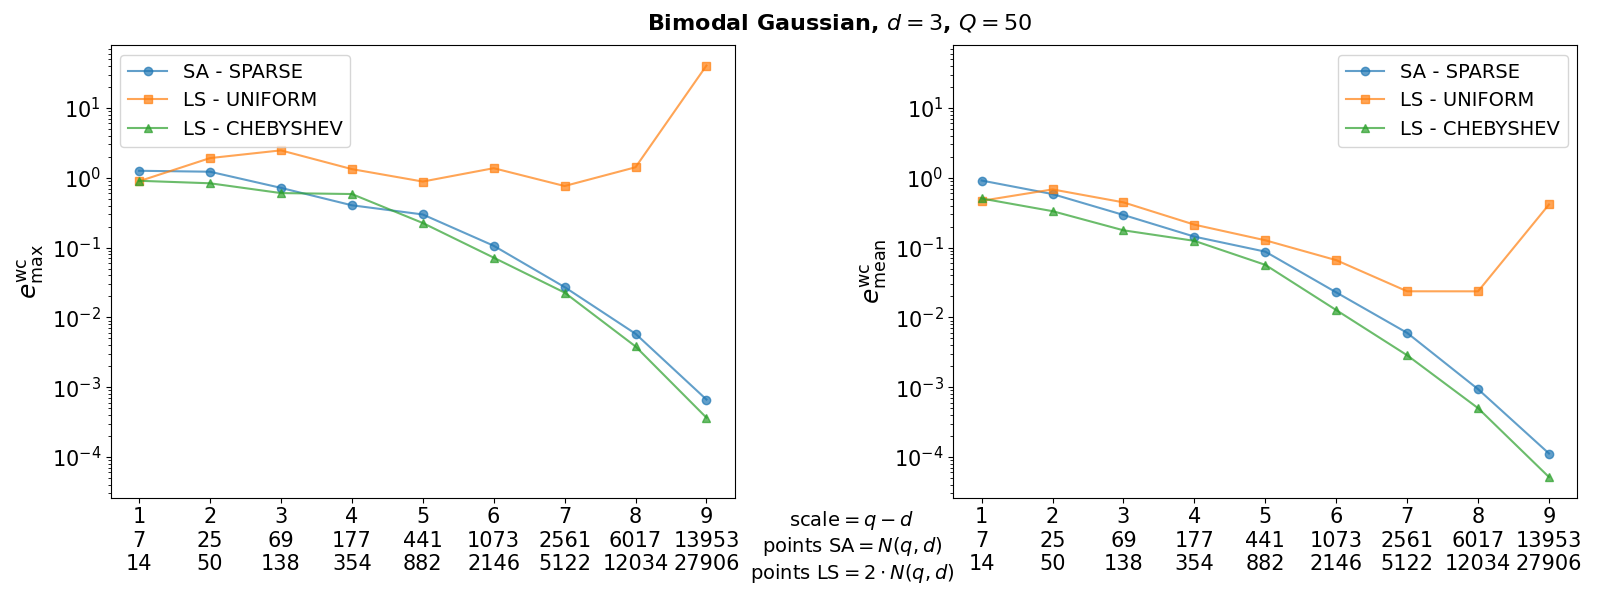 Bimodal Gaussian, d = 3, Q = 50
SA - SPARSE
LS - UNIFORM
LS - CHEBYSHEV
10^1
10^0
10^-1
10^-2
10^-3
10^-4
e^wc_max
1 2 3 4 5 6 7 8 9
7 25 69 177 441 1073 2561 6017 13953
14 50 138 354 882 2146 5122 12034 27906
scale = q − d
points SA = N(q, d)
points LS = 2 · N(q, d)
SA - SPARSE
LS - UNIFORM
LS - CHEBYSHEV
10^1
10^0
10^-1
10^-2
10^-3
10^-4
e^wc_mean
1 2 3 4 5 6 7 8 9
7 25 69 177 441 1073 2561 6017 13953
14 50 138 354 882 2146 5122 12034 27906